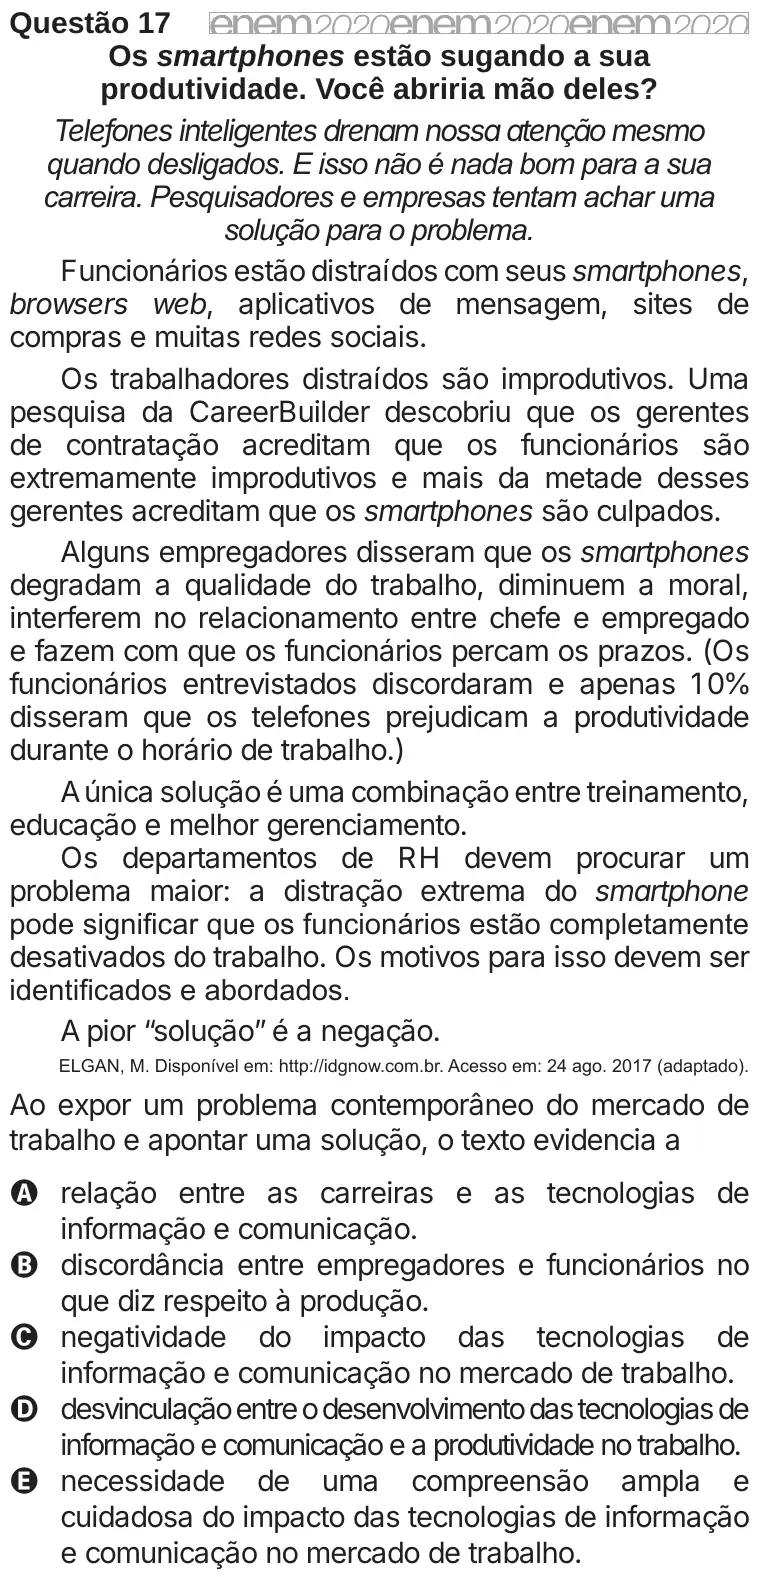 Questão 17 enem2020enem2020enem2020
Os smartphones estão sugando a sua
produtividade. Você abriria mão deles?
Telefones inteligentes drenam nossa atenção mesmo
quando desligados. E isso não é nada bom para a sua
carreira. Pesquisadores e empresas tentam achar uma
solução para o problema.
Funcionários estão distraídos com seus smartphones,
browsers web, aplicativos de mensagem, sites de
compras e muitas redes sociais.
Os trabalhadores distraídos são improdutivos. Uma
pesquisa da CareerBuilder descobriu que os gerentes
de contratação acreditam que os funcionários são
extremamente improdutivos e mais da metade desses
gerentes acreditam que os smartphones são culpados.
Alguns empregadores disseram que os smartphones
degradam a qualidade do trabalho, diminuem a moral,
interferem no relacionamento entre chefe e empregado
e fazem com que os funcionários percam os prazos. (Os
funcionários entrevistados discordaram e apenas 10%
disseram que os telefones prejudicam a produtividade
durante o horário de trabalho.)
A única solução é uma combinação entre treinamento,
educação e melhor gerenciamento.
Os departamentos de RH devem procurar um
problema maior: a distração extrema do smartphone
pode significar que os funcionários estão completamente
desativados do trabalho. Os motivos para isso devem ser
identificados e abordados.
A pior “solução” é a negação.
ELGAN, M. Disponível em: http://idgnow.com.br. Acesso em: 24 ago. 2017 (adaptado).
Ao expor um problema contemporâneo do mercado de
trabalho e apontar uma solução, o texto evidencia a
A relação entre as carreiras e as tecnologias de
informação e comunicação.
B discordância entre empregadores e funcionários no
que diz respeito à produção.
C negatividade do impacto das tecnologias de
informação e comunicação no mercado de trabalho.
D desvinculação entre o desenvolvimento das tecnologias de
informação e comunicação e a produtividade no trabalho.
E necessidade de uma compreensão ampla e
cuidadosa do impacto das tecnologias de informação
e comunicação no mercado de trabalho.